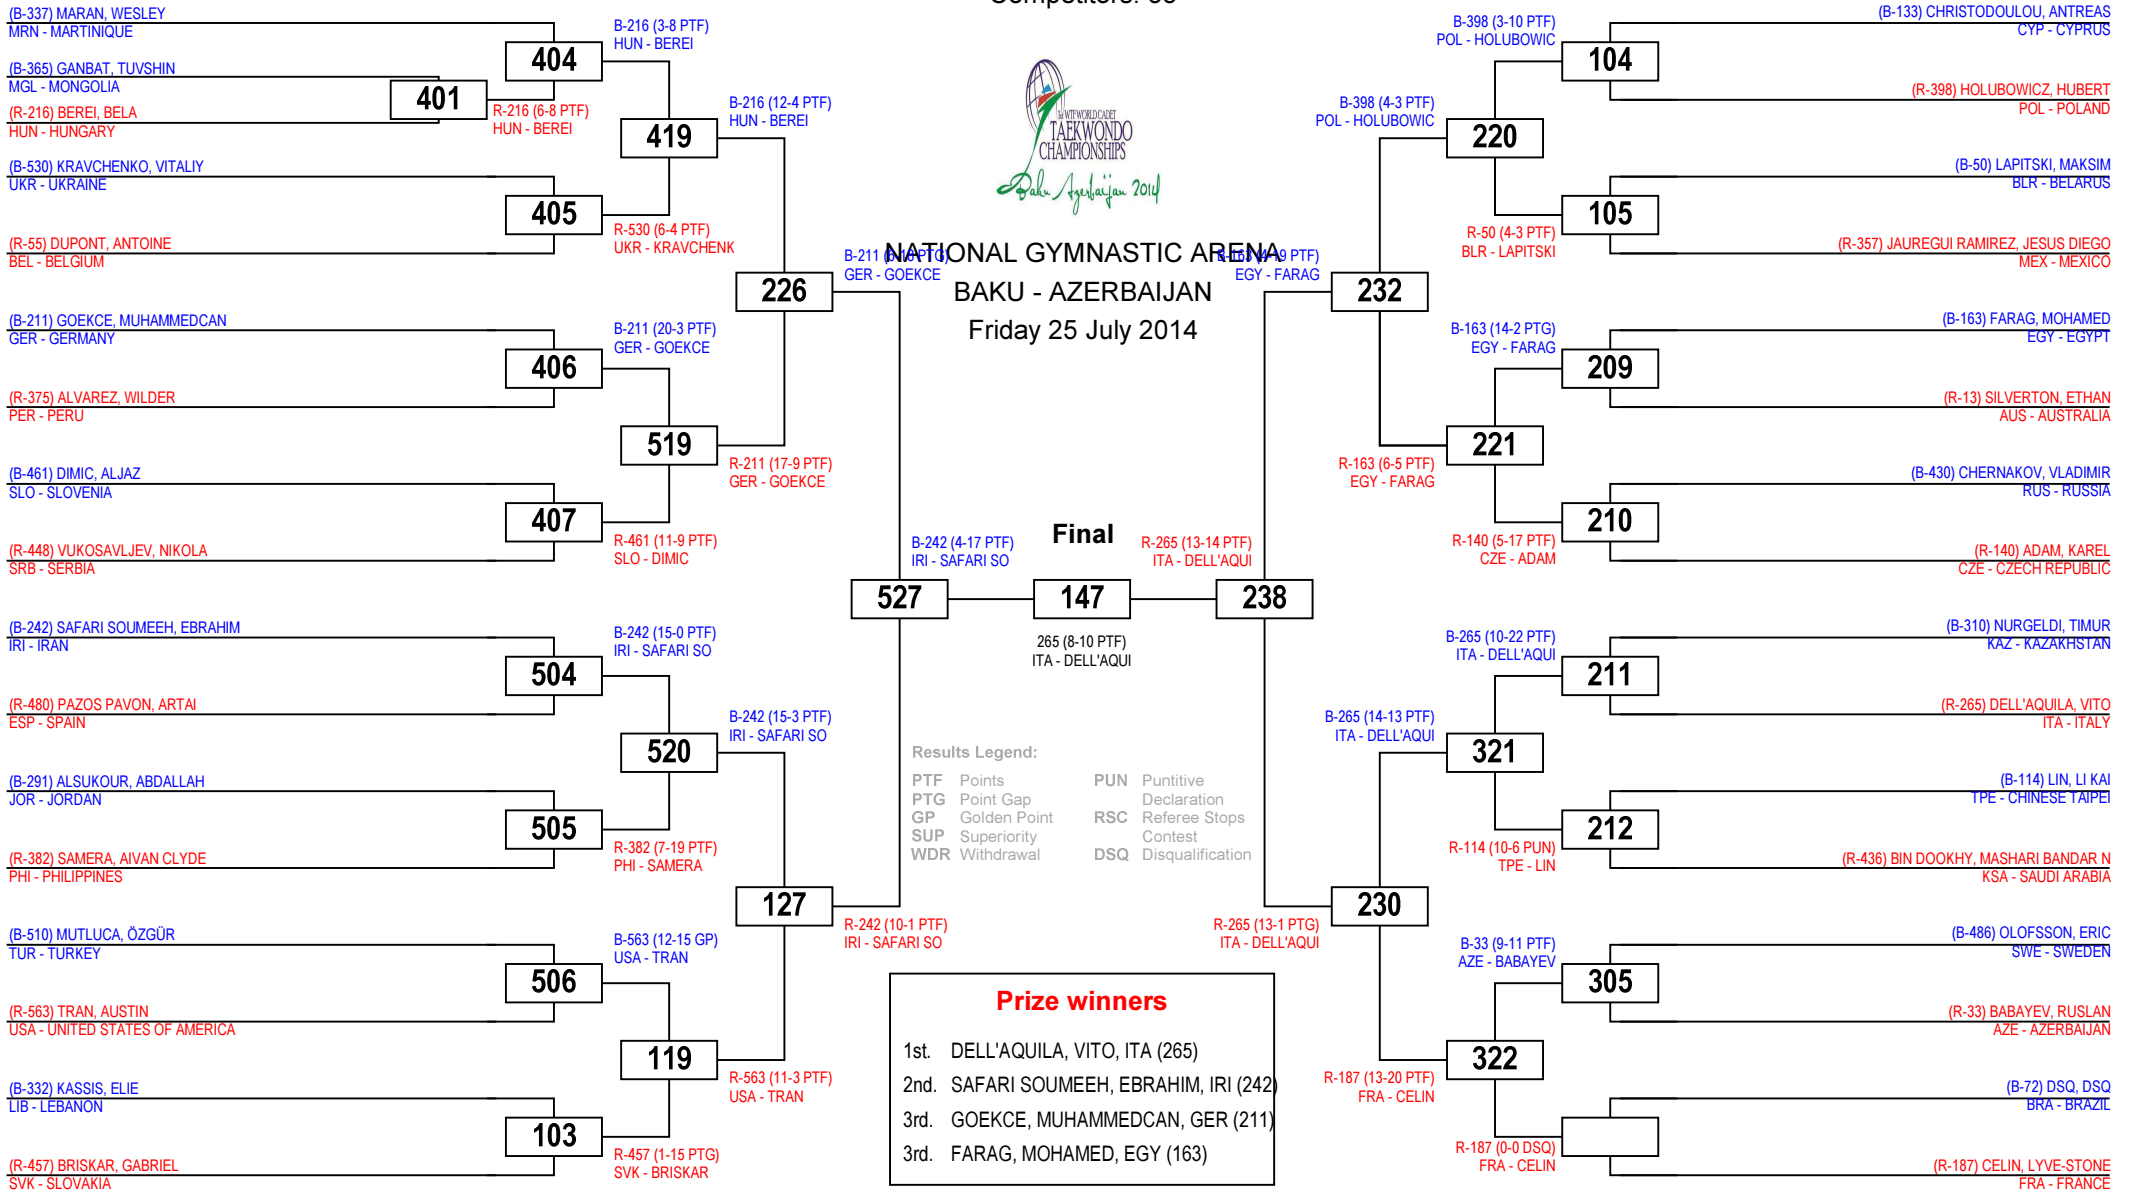 (B-337) MARAN, WESLEY
MRN - MARTINIQUE
(B-365) GANBAT, TUVSHIN
MGL - MONGOLIA
(R-216) BEREI, BELA
HUN - HUNGARY
(B-530) KRAVCHENKO, VITALIY
UKR - UKRAINE
(R-55) DUPONT, ANTOINE
BEL - BELGIUM
(B-211) GOEKCE, MUHAMMEDCAN
GER - GERMANY
(R-375) ALVAREZ, WILDER
PER - PERU
(B-461) DIMIC, ALJAZ
SLO - SLOVENIA
(R-448) VUKOSAVLJEV, NIKOLA
SRB - SERBIA
(B-242) SAFARI SOUMEEH, EBRAHIM
IRI - IRAN
(R-480) PAZOS PAVON, ARTAI
ESP - SPAIN
(B-291) ALSUKOUR, ABDALLAH
JOR - JORDAN
(R-382) SAMERA, AIVAN CLYDE
PHI - PHILIPPINES
(B-510) MUTLUCA, ÖZGÜR
TUR - TURKEY
(R-563) TRAN, AUSTIN
USA - UNITED STATES OF AMERICA
(B-332) KASSIS, ELIE
LIB - LEBANON
(R-457) BRISKAR, GABRIEL
SVK - SLOVAKIA
401
R-216 (6-8 PTF)
HUN - BEREI
404
405
406
407
504
505
506
103
B-216 (3-8 PTF)
HUN - BEREI
419
R-530 (6-4 PTF)
UKR - KRAVCHENK
B-211 (20-3 PTF)
GER - GOEKCE
519
R-461 (11-9 PTF)
SLO - DIMIC
B-242 (15-0 PTF)
IRI - SAFARI SO
520
R-382 (7-19 PTF)
PHI - SAMERA
B-563 (12-15 GP)
USA - TRAN
119
R-457 (1-15 PTG)
SVK - BRISKAR
B-216 (12-4 PTF)
HUN - BEREI
226
R-211 (17-9 PTF)
GER - GOEKCE
B-242 (15-3 PTF)
IRI - SAFARI SO
127
R-563 (11-3 PTF)
USA - TRAN
B-211 PTG)
GER - GOEKCE
527
R-242 (10-1 PTF)
IRI - SAFARI SO
1st WTF WORLD CADET
TAEKWONDO
CHAMPIONSHIPS
Baku Azerbaijan 2014
NATIONAL GYMNASTIC ARENA
BAKU - AZERBAIJAN
Friday 25 July 2014
B-242 (4-17 PTF)
IRI - SAFARI SO
Final
R-265 (13-14 PTF)
ITA - DELL'AQUI
147
265 (8-10 PTF)
ITA - DELL'AQUI
Results Legend:
PTF Points
PTG Point Gap
GP Golden Point
SUP Superiority
WDR Withdrawal
PUN Puntitive
Declaration
RSC Referee Stops
Contest
DSQ Disqualification
Prize winners
1st. DELL'AQUILA, VITO, ITA (265)
2nd. SAFARI SOUMEEH, EBRAHIM, IRI (242)
3rd. GOEKCE, MUHAMMEDCAN, GER (211)
3rd. FARAG, MOHAMED, EGY (163)
B-163 PTF)
EGY - FARAG
238
R-265 (13-1 PTG)
ITA - DELL'AQUI
B-398 (4-3 PTF)
POL - HOLUBOWIC
232
R-163 (6-5 PTF)
EGY - FARAG
B-265 (14-13 PTF)
ITA - DELL'AQUI
230
R-187 (13-20 PTF)
FRA - CELIN
B-398 (3-10 PTF)
POL - HOLUBOWIC
220
R-50 (4-3 PTF)
BLR - LAPITSKI
B-163 (14-2 PTG)
EGY - FARAG
221
R-140 (5-17 PTF)
CZE - ADAM
B-265 (10-22 PTF)
ITA - DELL'AQUI
321
R-114 (10-6 PUN)
TPE - LIN
B-33 (9-11 PTF)
AZE - BABAYEV
322
R-187 (0-0 DSQ)
FRA - CELIN
104
105
209
210
211
212
305
(B-133) CHRISTODOULOU, ANTREAS
CYP - CYPRUS
(R-398) HOLUBOWICZ, HUBERT
POL - POLAND
(B-50) LAPITSKI, MAKSIM
BLR - BELARUS
(R-357) JAUREGUI RAMIREZ, JESUS DIEGO
MEX - MEXICO
(B-163) FARAG, MOHAMED
EGY - EGYPT
(R-13) SILVERTON, ETHAN
AUS - AUSTRALIA
(B-430) CHERNAKOV, VLADIMIR
RUS - RUSSIA
(R-140) ADAM, KAREL
CZE - CZECH REPUBLIC
(B-310) NURGELDI, TIMUR
KAZ - KAZAKHSTAN
(R-265) DELL'AQUILA, VITO
ITA - ITALY
(B-114) LIN, LI KAI
TPE - CHINESE TAIPEI
(R-436) BIN DOOKHY, MASHARI BANDAR N
KSA - SAUDI ARABIA
(B-486) OLOFSSON, ERIC
SWE - SWEDEN
(R-33) BABAYEV, RUSLAN
AZE - AZERBAIJAN
(B-72) DSQ, DSQ
BRA - BRAZIL
(R-187) CELIN, LYVE-STONE
FRA - FRANCE